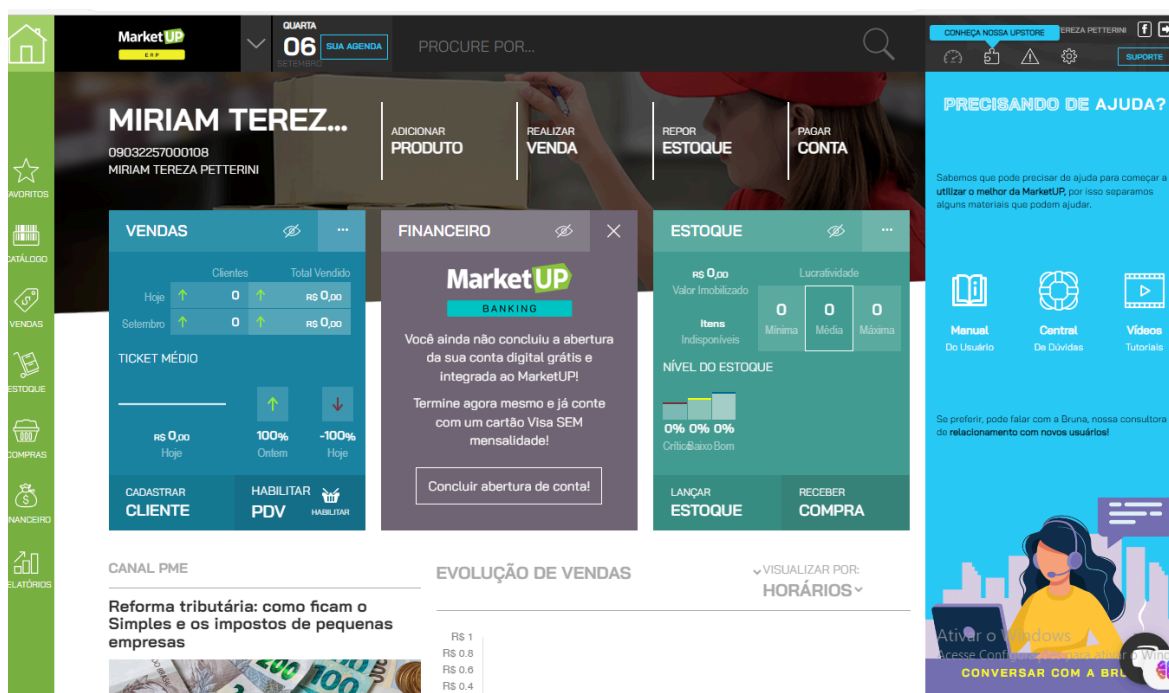 MarketUP
ERP
QUARTA
06
SETEMBRO
SUA AGENDA
PROCURE POR...
CONHEÇA NOSSA UPSTORE
TEREZA PETTERINI
SUPORTE
MIRIAM TEREZ...
09032257000108
MIRIAM TEREZA PETTERINI
ADICIONAR
PRODUTO
REALIZAR
VENDA
REPOR
ESTOQUE
PAGAR
CONTA
FAVORITOS
CATÁLOGO
VENDAS
ESTOQUE
COMPRAS
FINANCEIRO
RELATÓRIOS
VENDAS
...
Clientes Total Vendido
Hoje 0 R$ 0,00
Setembro 0 R$ 0,00
TICKET MÉDIO
R$ 0,00 100% -100%
Hoje Ontem Hoje
CADASTRAR
CLIENTE
HABILITAR
PDV
HABILITAR
FINANCEIRO
MarketUP
BANKING
Você ainda não concluiu a abertura
da sua conta digital grátis e
integrada ao MarketUP!
Termine agora mesmo e já conte
com um cartão Visa SEM
mensalidade!
Concluir abertura de conta!
ESTOQUE
...
R$ 0,00
Valor Imobilizado
Itens
Indisponíveis
Lucratividade
0 0 0
Mínima Média Máxima
NÍVEL DO ESTOQUE
0% 0% 0%
Crítico Baixo Bom
LANÇAR
ESTOQUE
RECEBER
COMPRA
CANAL PME
Reforma tributária: como ficam o
Simples e os impostos de pequenas
empresas
EVOLUÇÃO DE VENDAS
VISUALIZAR POR:
HORÁRIOS
R$ 1
R$ 0.8
R$ 0.6
R$ 0.4
PRECISANDO DE AJUDA?
Sabemos que pode precisar de ajuda para começar a
utilizar o melhor da MarketUP, por isso separamos
alguns materiais que podem ajudar.
Manual
Do Usuário
Central
De Dúvidas
Vídeos
Tutoriais
Se preferir, pode falar com a Bruna, nossa consultora
de relacionamento com novos usuários!
Ativar o Windows
CONVERSAR COM A BRU